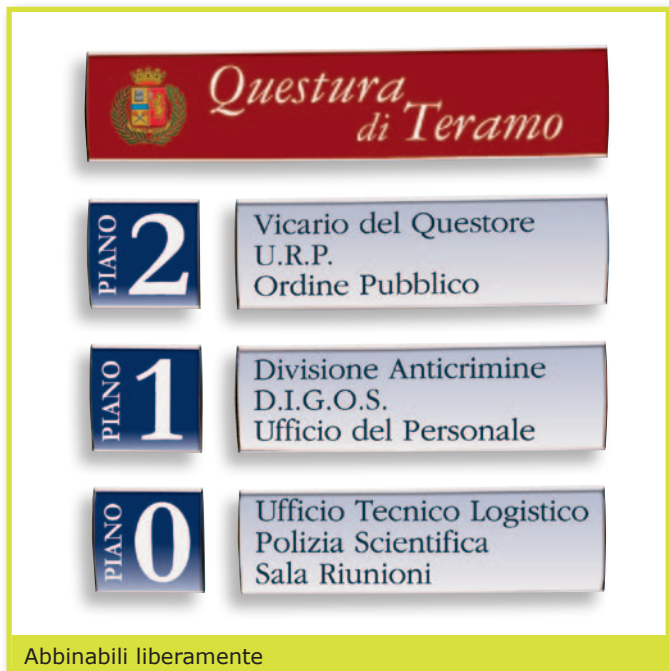 Questura
di Teramo
PIANO 2
Vicario del Questore
U.R.P.
Ordine Pubblico
PIANO 1
Divisione Anticrimine
D.I.G.O.S.
Ufficio del Personale
PIANO 0
Ufficio Tecnico Logistico
Polizia Scientifica
Sala Riunioni
Abbinabili liberamente